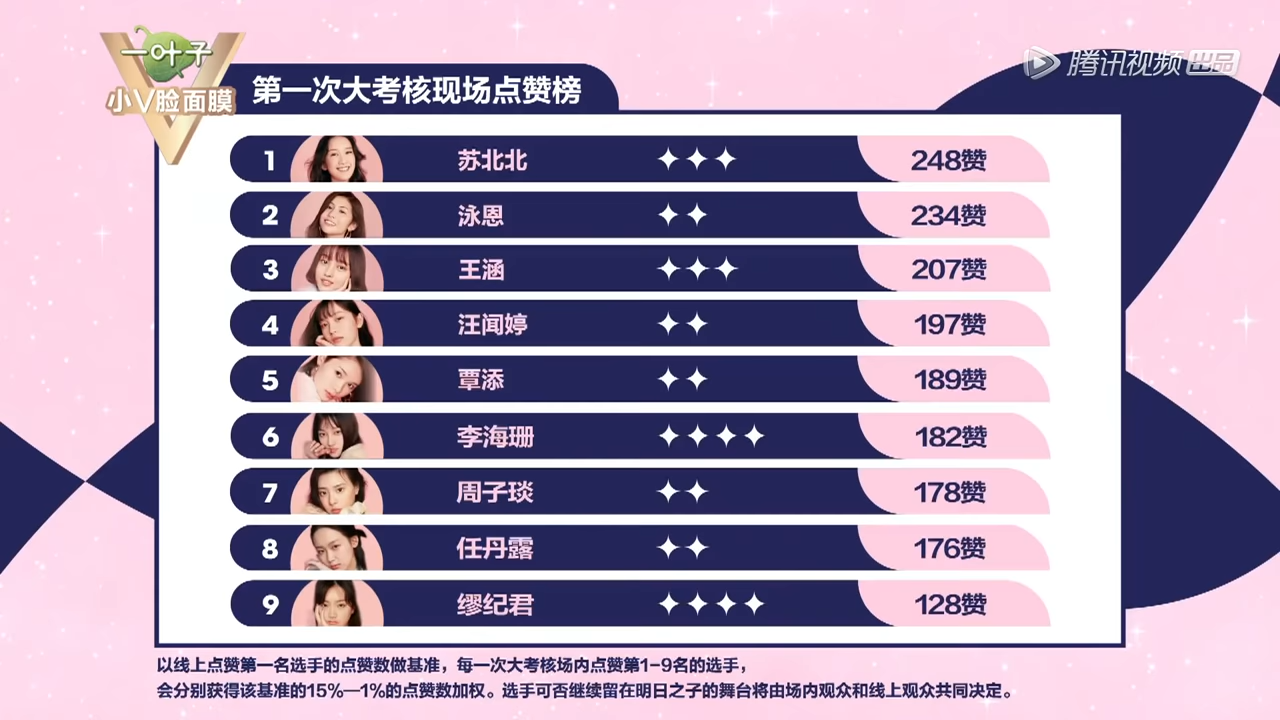 一叶子
小V脸面膜
腾讯视频 出品
第一次大考核现场点赞榜
1 苏北北 248赞
2 泳恩 234赞
3 王涵 207赞
4 汪闻婷 197赞
5 覃添 189赞
6 李海珊 182赞
7 周子琰 178赞
8 任丹露 176赞
9 缪纪君 128赞
以线上点赞第一名选手的点赞数做基准，每一次大考核场内点赞第1-9名的选手，
会分别获得该基准的15%—1%的点赞数加权。选手可否继续留在明日之子的舞台将由场内观众和线上观众共同决定。